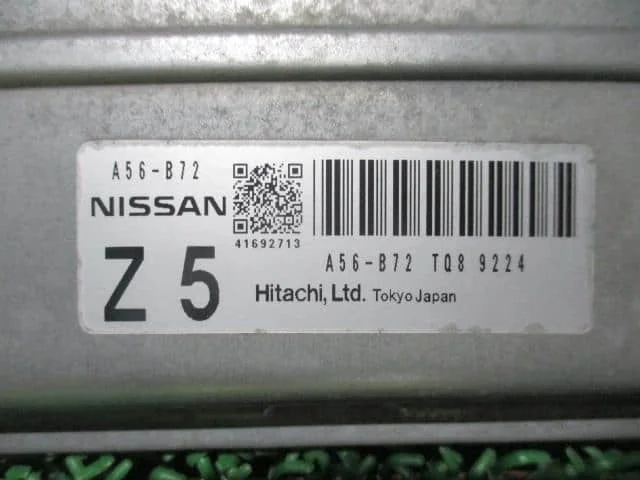 A56-B72
NISSAN
41692713
Z 5
A56-B72 TQ8 9224
Hitachi, Ltd. Tokyo Japan